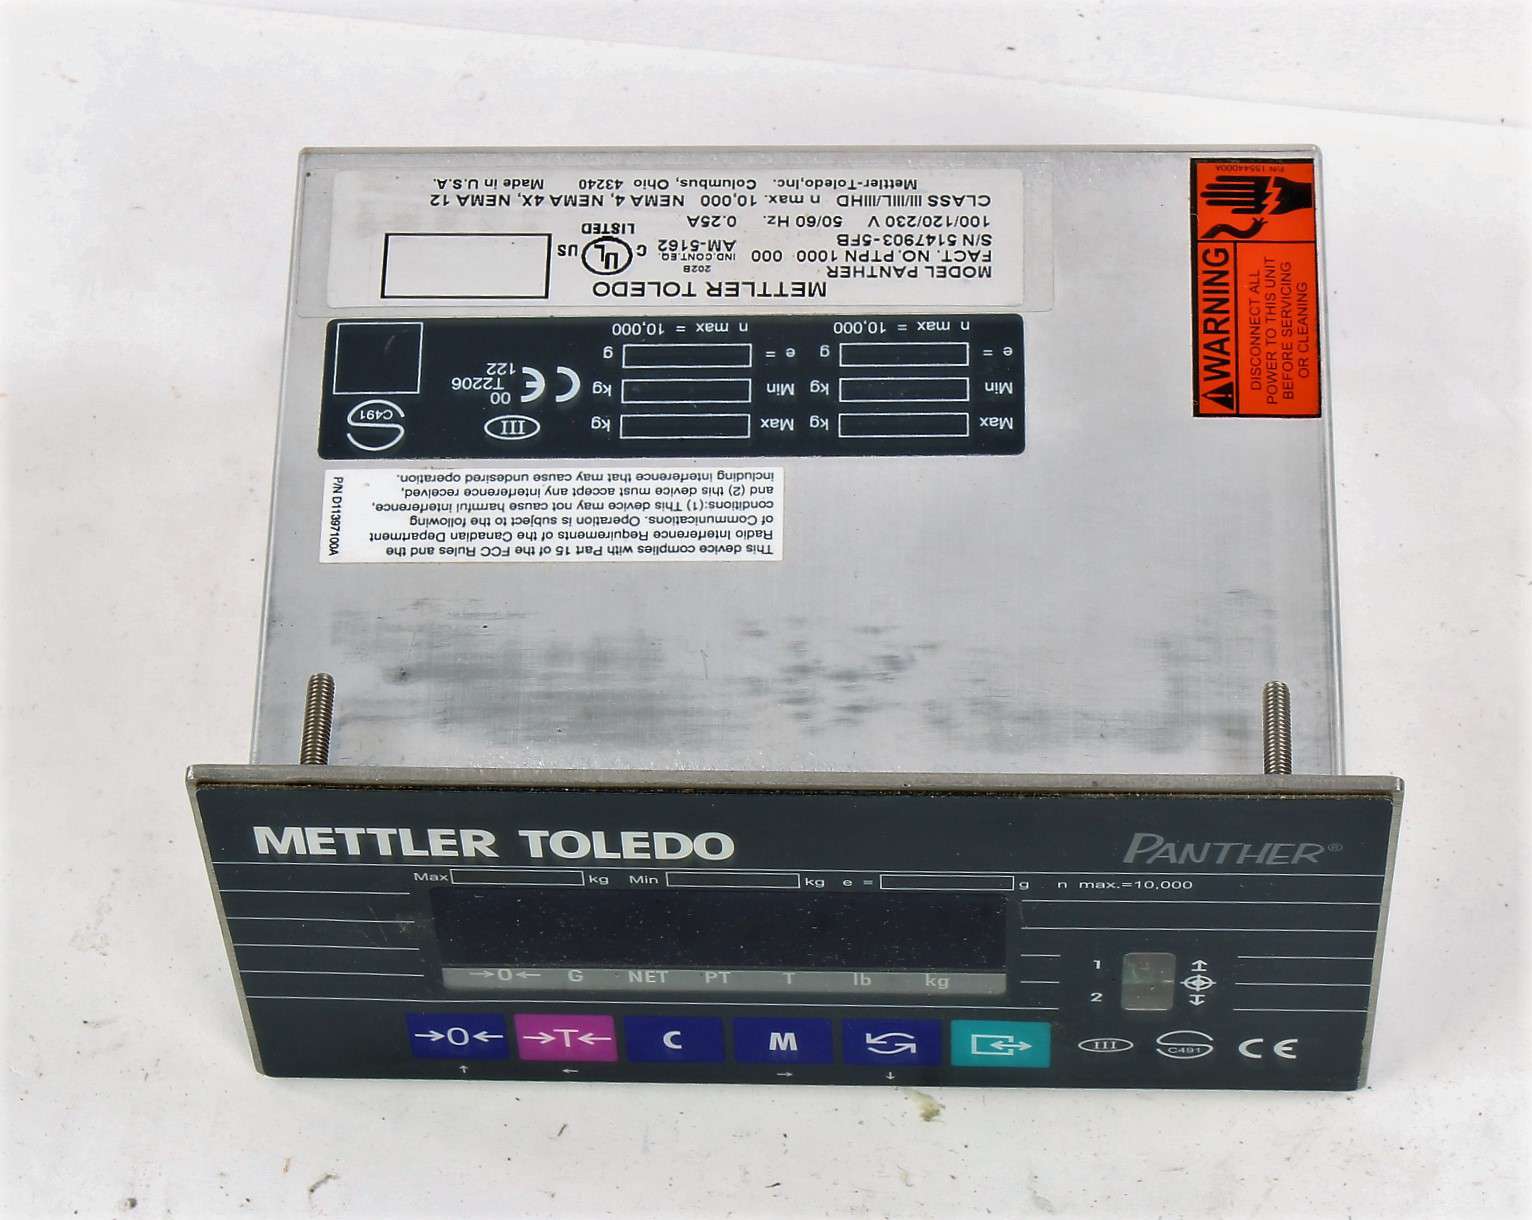 METTLER TOLEDO
MODEL PANTHER
FACT. NO.PTPN 1000 000
S/N 5147903-5FB
100/120/230 V 50/60 Hz. 0.25A
CLASS III/IIIL/IIIHD n max. 10,000 NEMA 4, NEMA 4X, NEMA 12
Mettler-Toledo,Inc. Columbus, Ohio 43240 Made in U.S.A.
202B
IND.CONT.EQ.
AM-5162
C UL US
LISTED
Max kg Max kg
Min kg Min kg
e = g e = g
n max = 10,000 n max = 10,000
III
CE 00
T2206
122
S
C491
This device complies with Part 15 of the FCC Rules and the
Radio Interference Requirements of the Canadian Department
of Communications. Operation is subject to the following
conditions:(1) This device may not cause harmful interference,
and (2) this device must accept any interference received,
including interference that may cause undesired operation.
P/N D11397100A
P/N 15544000A
WARNING
DISCONNECT ALL
POWER TO THIS UNIT
BEFORE SERVICING
OR CLEANING
METTLER TOLEDO PANTHER®
Max kg Min kg e = g n max.=10,000
→0← G NET PT T lb kg
1
2
→0← →T← C M
↑ ← → ↓
III S C491 CE